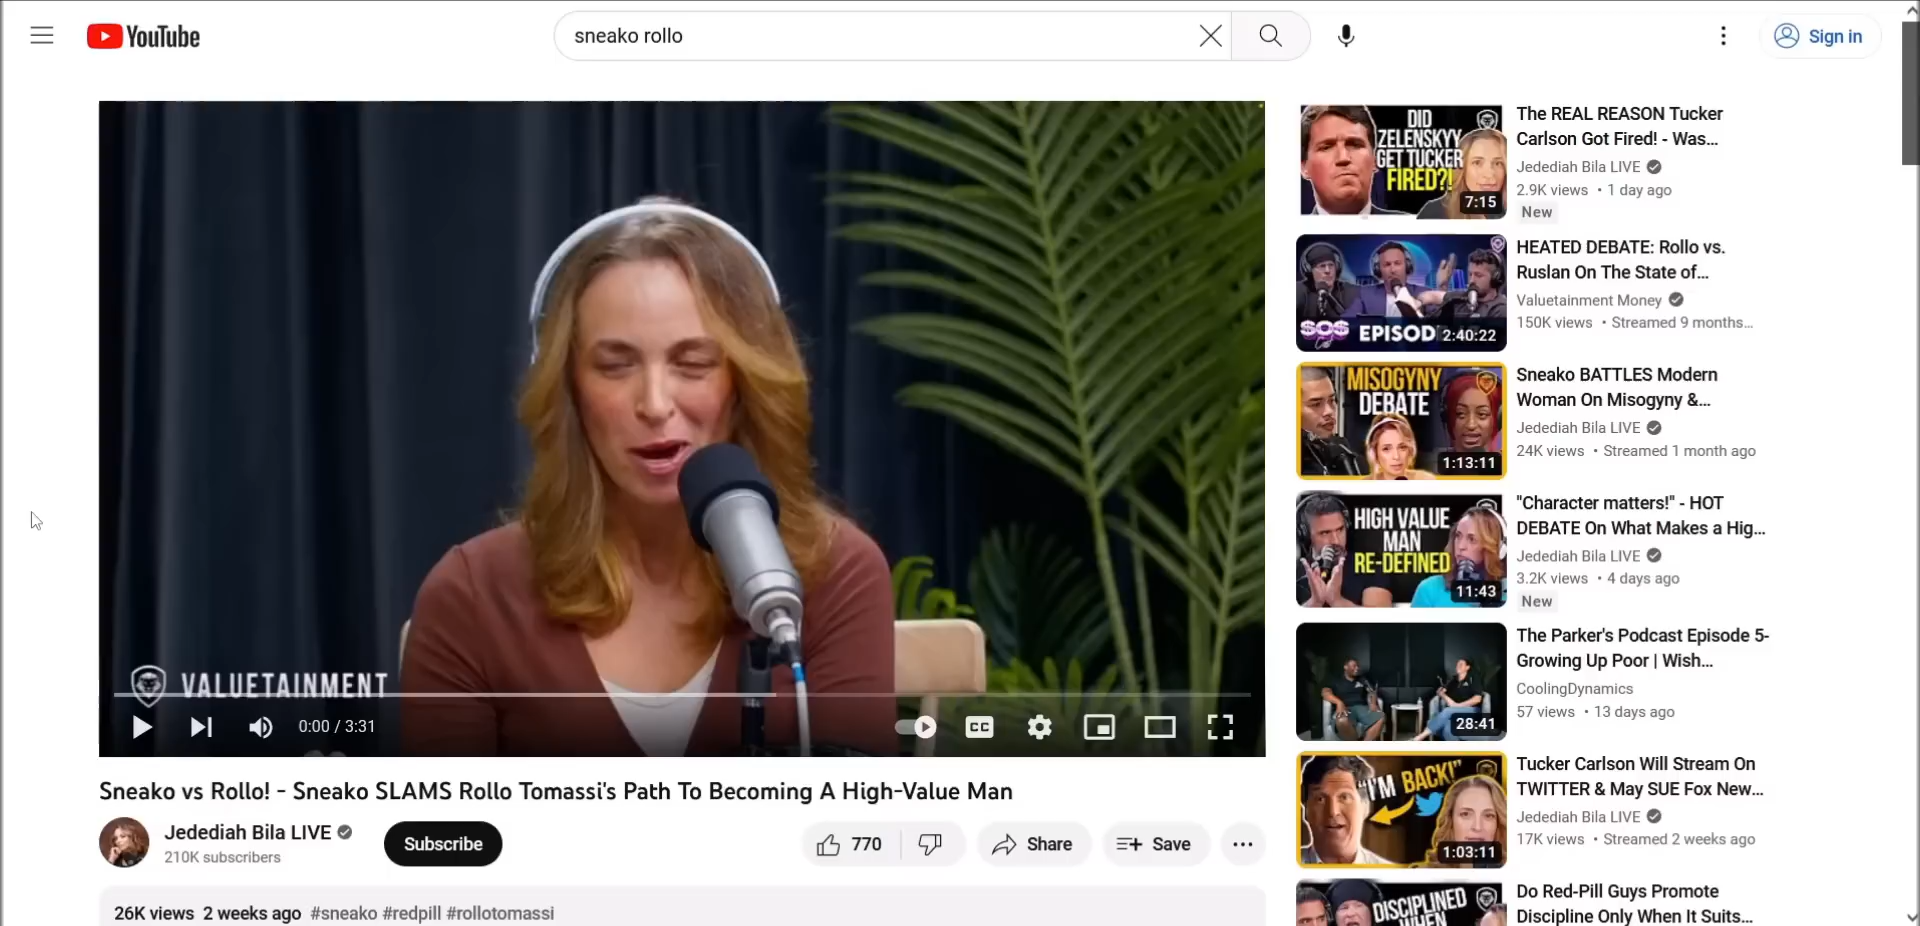 YouTube
sneako rollo
Sign in
VALUETAINMENT
0:00 / 3:31
CC
Sneako vs Rollo! - Sneako SLAMS Rollo Tomassi's Path To Becoming A High-Value Man
Jedediah Bila LIVE
210K subscribers
Subscribe
770
Share
Save
26K views 2 weeks ago #sneako #redpill #rollotomassi
DID
ZELENSKYY
GET TUCKER
FIRED?!
7:15
The REAL REASON Tucker
Carlson Got Fired! - Was...
Jedediah Bila LIVE
2.9K views • 1 day ago
New
SOS
EPISOD
2:40:22
HEATED DEBATE: Rollo vs.
Ruslan On The State of...
Valuetainment Money
150K views • Streamed 9 months...
MISOGYNY
DEBATE
1:13:11
Sneako BATTLES Modern
Woman On Misogyny &...
Jedediah Bila LIVE
24K views • Streamed 1 month ago
HIGH VALUE
MAN
RE-DEFINED
11:43
"Character matters!" - HOT
DEBATE On What Makes a Hig...
Jedediah Bila LIVE
3.2K views • 4 days ago
New
28:41
The Parker's Podcast Episode 5-
Growing Up Poor | Wish...
CoolingDynamics
57 views • 13 days ago
"I'M BACK!"
1:03:11
Tucker Carlson Will Stream On
TWITTER & May SUE Fox New...
Jedediah Bila LIVE
17K views • Streamed 2 weeks ago
DISCIPLINED
WHEN
Do Red-Pill Guys Promote
Discipline Only When It Suits...